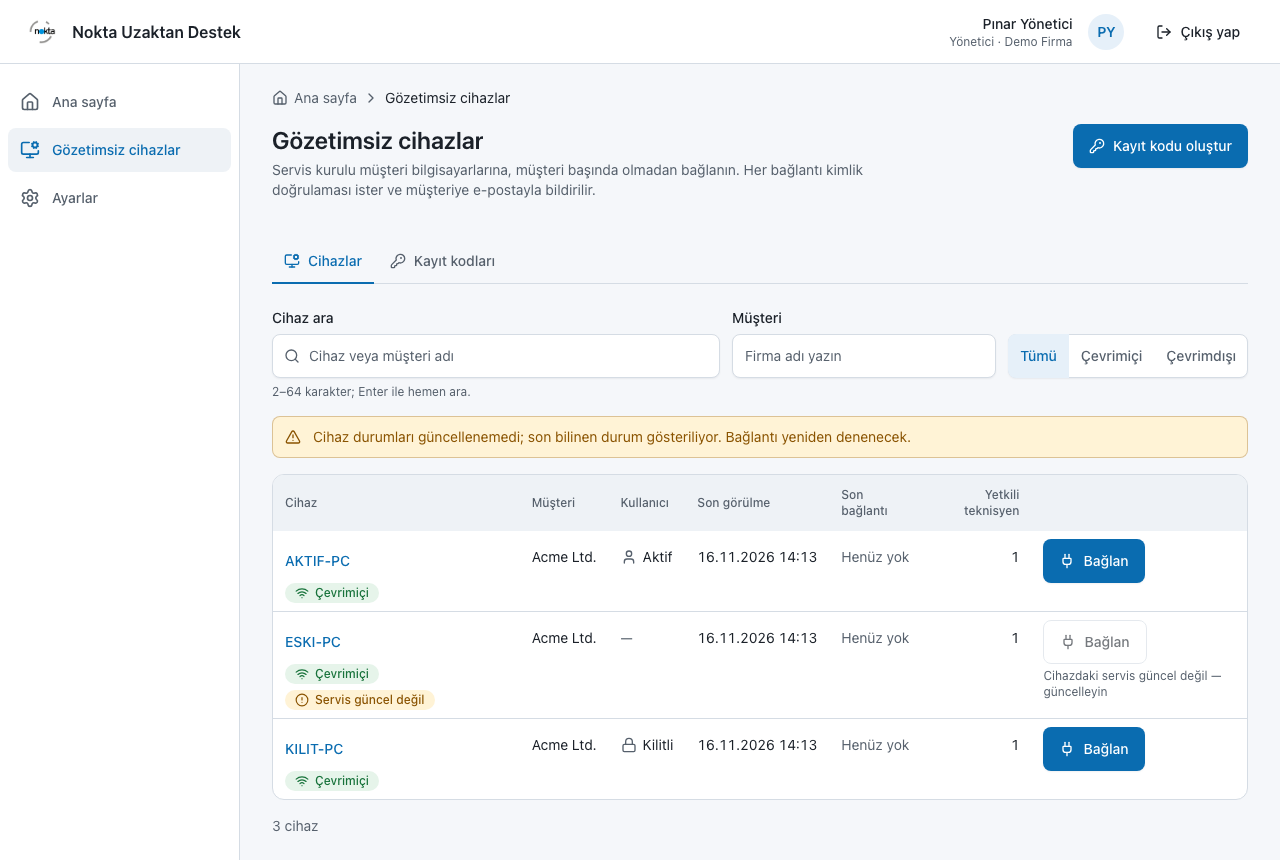 nokta
Nokta Uzaktan Destek
Pınar Yönetici
Yönetici · Demo Firma
PY
Çıkış yap
Ana sayfa
Gözetimsiz cihazlar
Ayarlar
Ana sayfa > Gözetimsiz cihazlar
Gözetimsiz cihazlar
Servis kurulu müşteri bilgisayarlarına, müşteri başında olmadan bağlanın. Her bağlantı kimlik
doğrulaması ister ve müşteriye e-postayla bildirilir.
Kayıt kodu oluştur
Cihazlar
Kayıt kodları
Cihaz ara
Cihaz veya müşteri adı
2–64 karakter; Enter ile hemen ara.
Müşteri
Firma adı yazın
Tümü
Çevrimiçi
Çevrimdışı
Cihaz durumları güncellenemedi; son bilinen durum gösteriliyor. Bağlantı yeniden denenecek.
Cihaz
Müşteri
Kullanıcı
Son görülme
Son
bağlantı
Yetkili
teknisyen
AKTIF-PC
Çevrimiçi
Acme Ltd.
Aktif
16.11.2026 14:13
Henüz yok
1
Bağlan
ESKI-PC
Çevrimiçi
Servis güncel değil
Acme Ltd.
—
16.11.2026 14:13
Henüz yok
1
Bağlan
Cihazdaki servis güncel değil —
güncelleyin
KILIT-PC
Çevrimiçi
Acme Ltd.
Kilitli
16.11.2026 14:13
Henüz yok
1
Bağlan
3 cihaz